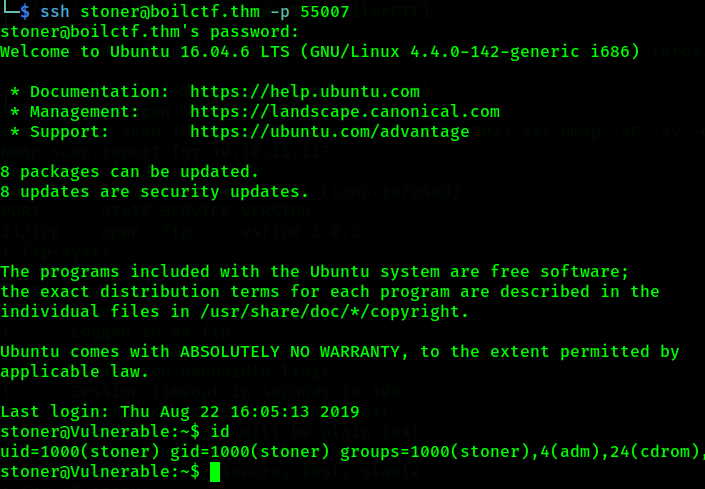 $ ssh stoner@boilctf.thm -p 55007
stoner@boilctf.thm's password:
Welcome to Ubuntu 16.04.6 LTS (GNU/Linux 4.4.0-142-generic i686)
* Documentation:  https://help.ubuntu.com
* Management:     https://landscape.canonical.com
* Support:        https://ubuntu.com/advantage
8 packages can be updated.
8 updates are security updates.
The programs included with the Ubuntu system are free software;
the exact distribution terms for each program are described in the
individual files in /usr/share/doc/*/copyright.
Ubuntu comes with ABSOLUTELY NO WARRANTY, to the extent permitted by
applicable law.
Last login: Thu Aug 22 16:05:13 2019
stoner@Vulnerable:~$ id
uid=1000(stoner) gid=1000(stoner) groups=1000(stoner),4(adm),24(cdrom),
stoner@Vulnerable:~$